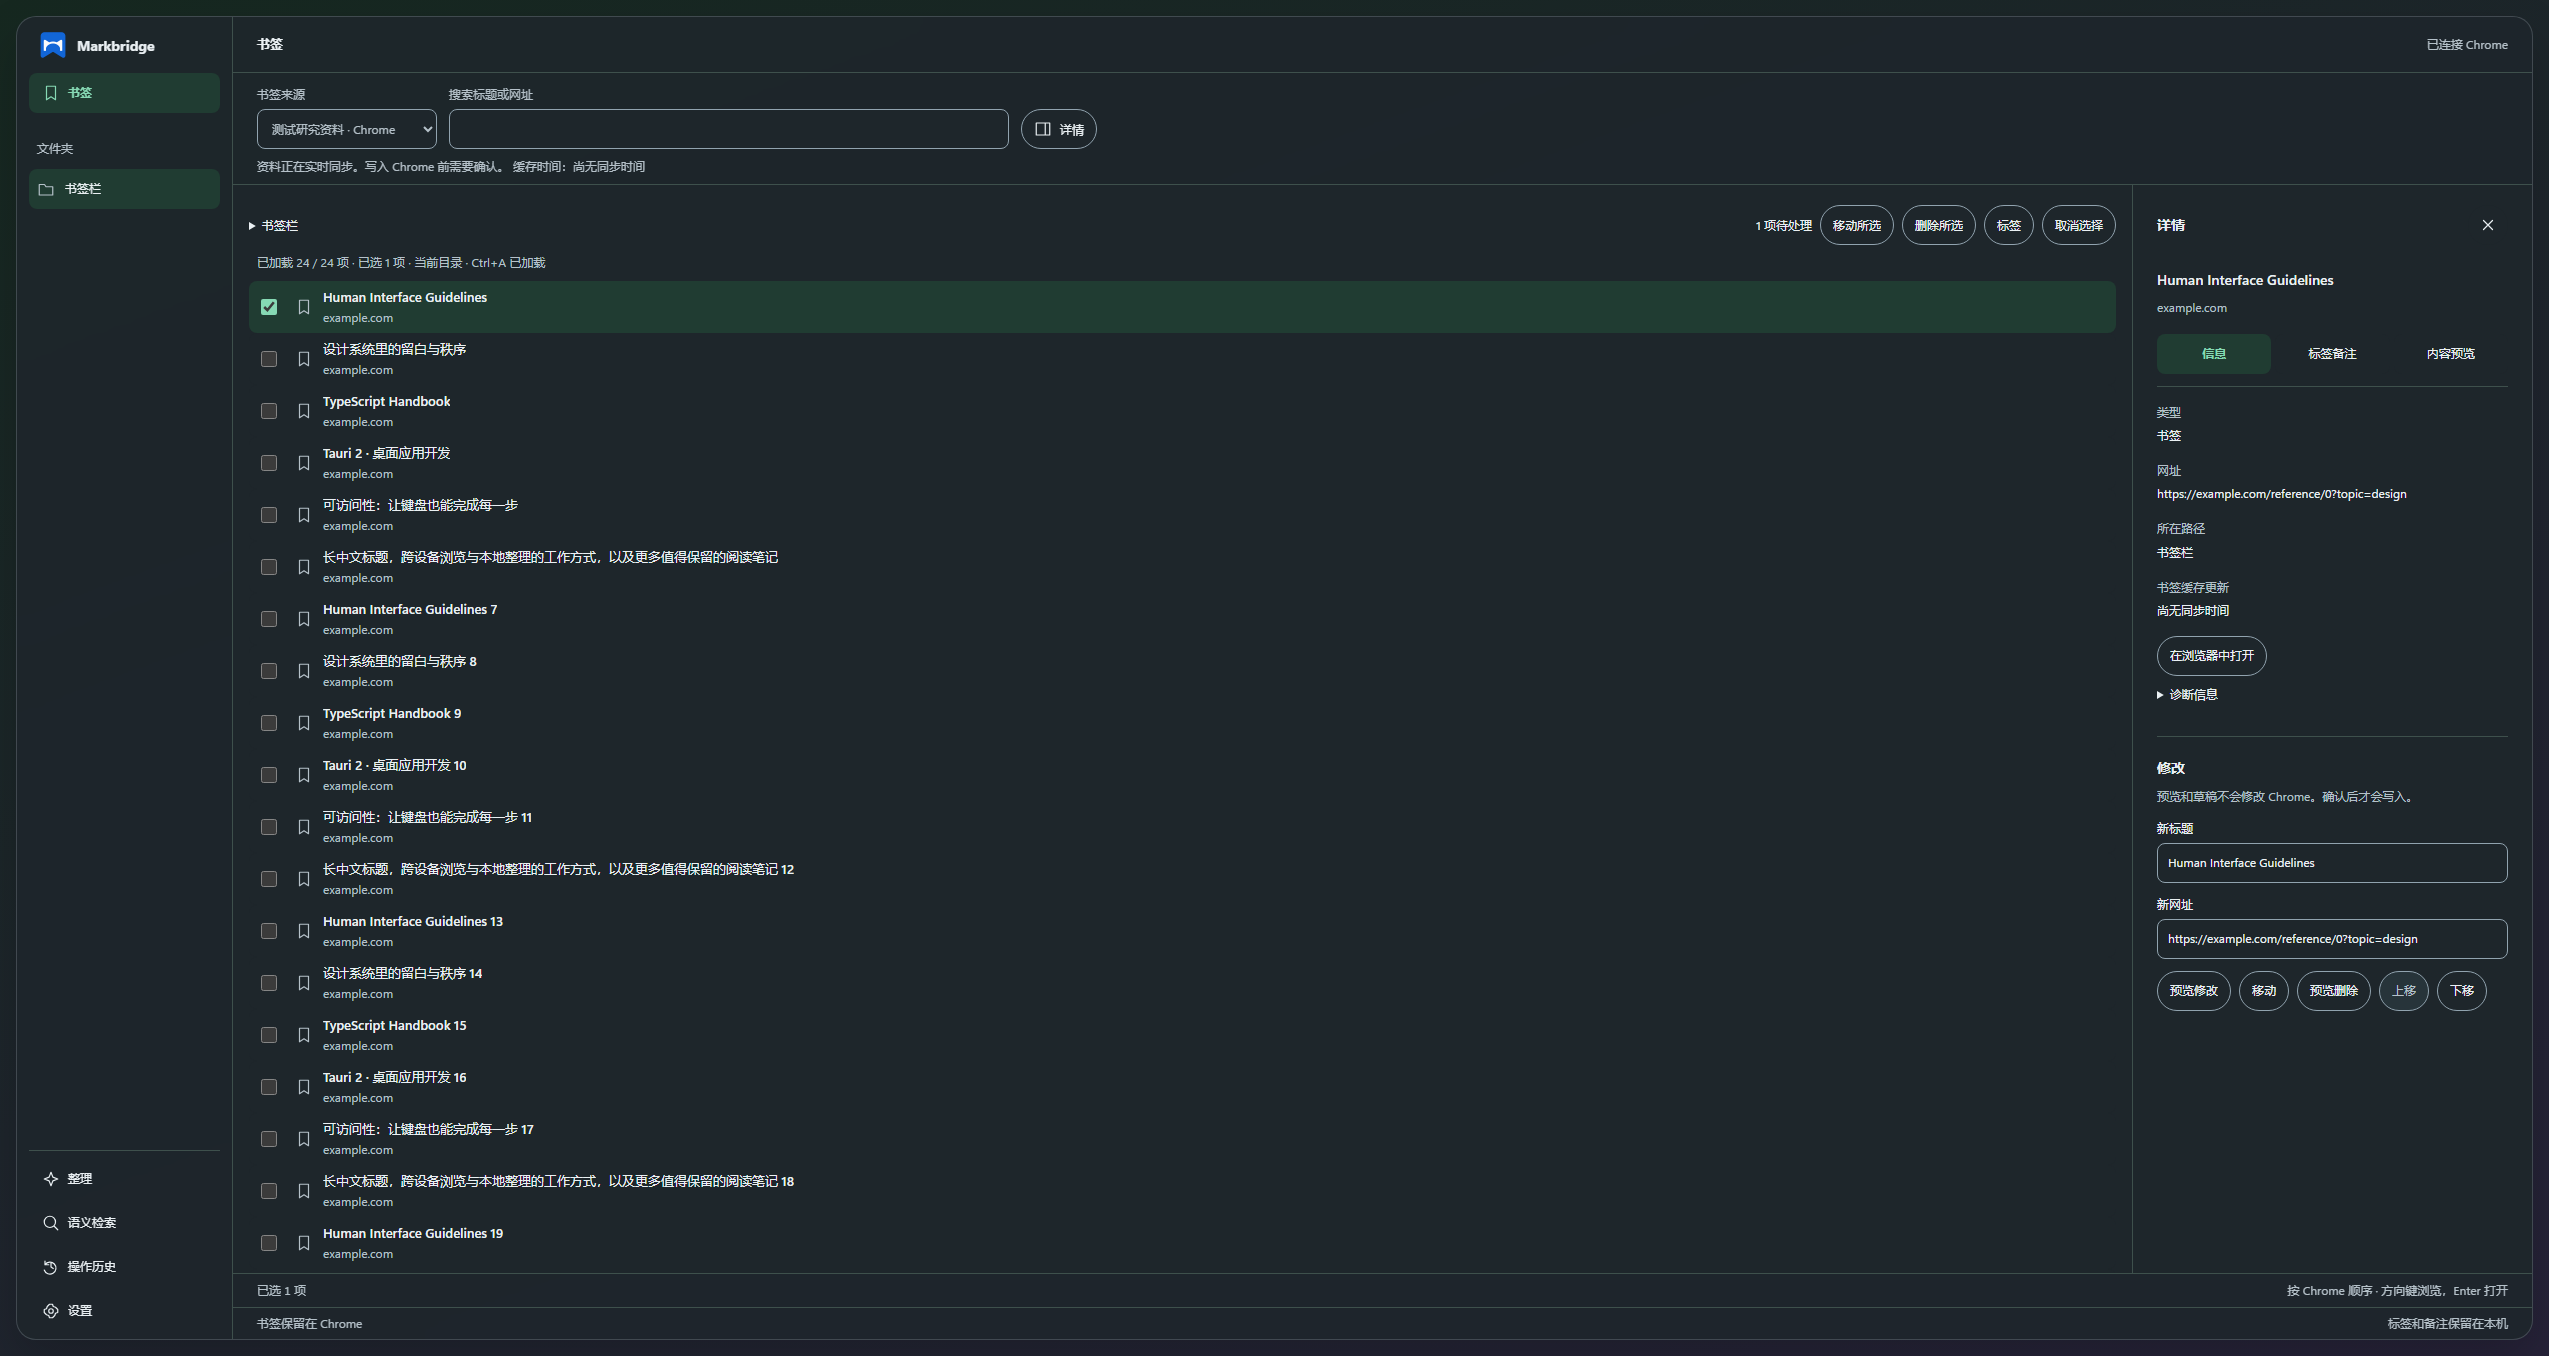 Markbridge
书签
文件夹
书签栏
整理
语义检索
操作历史
设置
书签
已连接 Chrome
书签来源
搜索标题或网址
测试研究资料 · Chrome
详情
资料正在实时同步。写入 Chrome 前需要确认。 缓存时间：尚无同步时间
书签栏
1 项待处理
移动所选
删除所选
标签
取消选择
已加载 24 / 24 项 · 已选 1 项 · 当前目录 · Ctrl+A 已加载
Human Interface Guidelines
example.com
设计系统里的留白与秩序
example.com
TypeScript Handbook
example.com
Tauri 2 · 桌面应用开发
example.com
可访问性：让键盘也能完成每一步
example.com
长中文标题，跨设备浏览与本地整理的工作方式，以及更多值得保留的阅读笔记
example.com
Human Interface Guidelines 7
example.com
设计系统里的留白与秩序 8
example.com
TypeScript Handbook 9
example.com
Tauri 2 · 桌面应用开发 10
example.com
可访问性：让键盘也能完成每一步 11
example.com
长中文标题，跨设备浏览与本地整理的工作方式，以及更多值得保留的阅读笔记 12
example.com
Human Interface Guidelines 13
example.com
设计系统里的留白与秩序 14
example.com
TypeScript Handbook 15
example.com
Tauri 2 · 桌面应用开发 16
example.com
可访问性：让键盘也能完成每一步 17
example.com
长中文标题，跨设备浏览与本地整理的工作方式，以及更多值得保留的阅读笔记 18
example.com
Human Interface Guidelines 19
example.com
详情
Human Interface Guidelines
example.com
信息
标签备注
内容预览
类型
书签
网址
https://example.com/reference/0?topic=design
所在路径
书签栏
书签缓存更新
尚无同步时间
在浏览器中打开
诊断信息
修改
预览和草稿不会修改 Chrome。确认后才会写入。
新标题
Human Interface Guidelines
新网址
https://example.com/reference/0?topic=design
预览修改
移动
预览删除
上移
下移
已选 1 项
按 Chrome 顺序 · 方向键浏览，Enter 打开
书签保留在 Chrome
标签和备注保留在本机